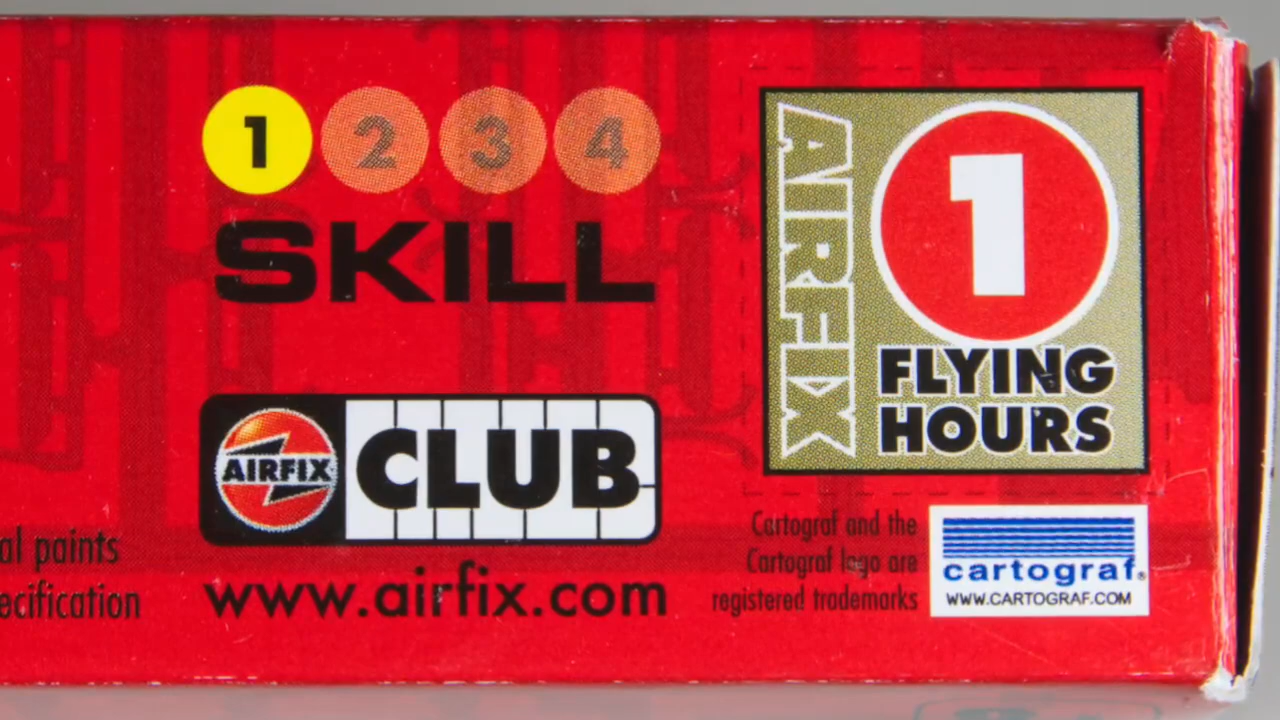 1 2 3 4
SKILL
AIRFIX CLUB
www.airfix.com
al paints
ecification
AIRFIX
1
FLYING
HOURS
Cartograf and the
Cartograf logo are
registered trademarks
cartograf®
WWW.CARTOGRAF.COM